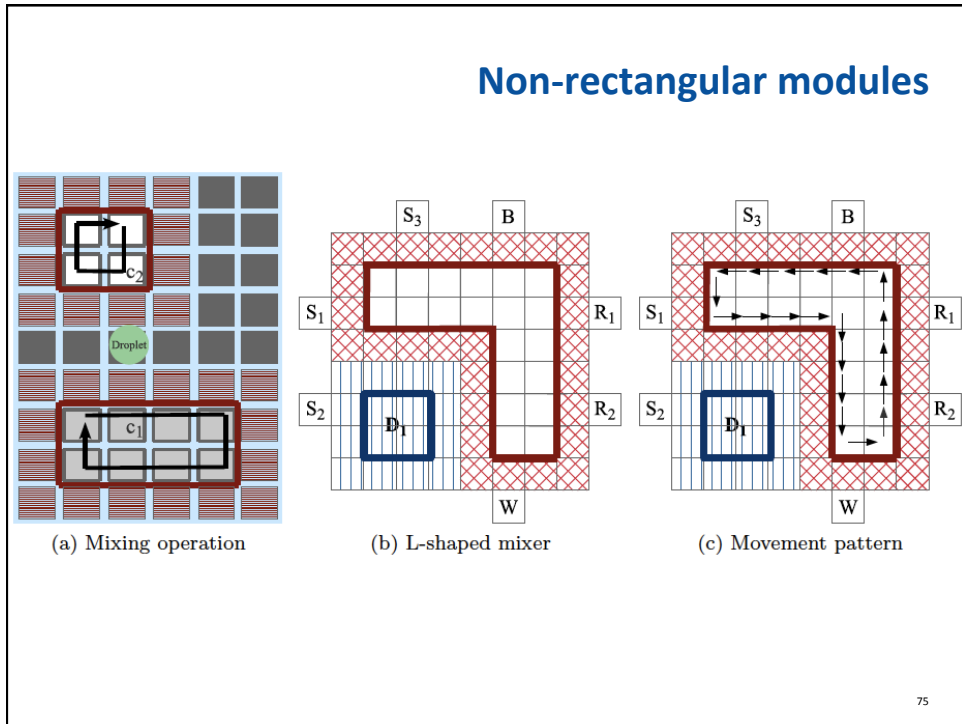 Non-rectangular modules
c₂
Droplet
c₁
(a) Mixing operation
S₃ B
S₁ R₁
S₂ D₁ R₂
W
(b) L-shaped mixer
S₃ B
S₁ R₁
S₂ D₁ R₂
W
(c) Movement pattern
75